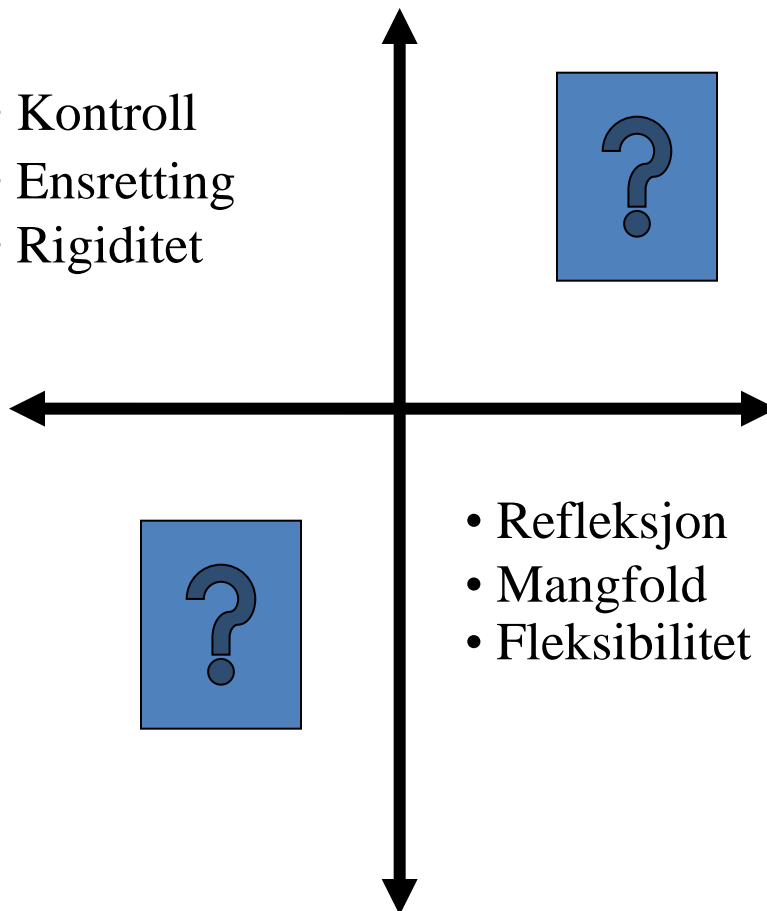 • Kontroll
• Ensretting
• Rigiditet
?
• Refleksjon
• Mangfold
• Fleksibilitet
?